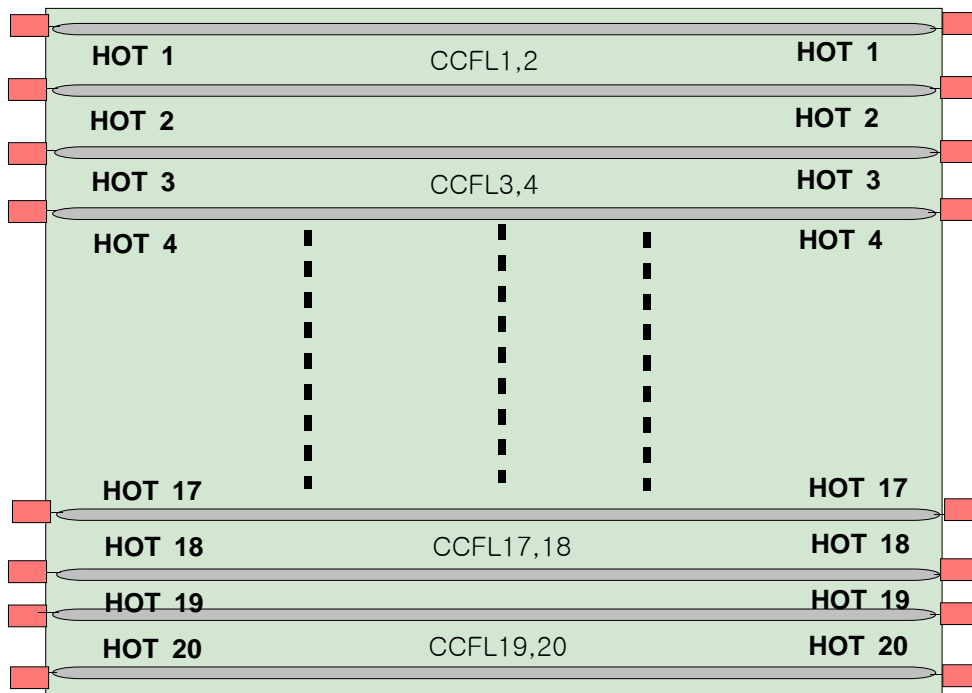 HOT 1 CCFL1,2 HOT 1
HOT 2 HOT 2
HOT 3 CCFL3,4 HOT 3
HOT 4 HOT 4
HOT 17 HOT 17
HOT 18 CCFL17,18 HOT 18
HOT 19 HOT 19
HOT 20 CCFL19,20 HOT 20